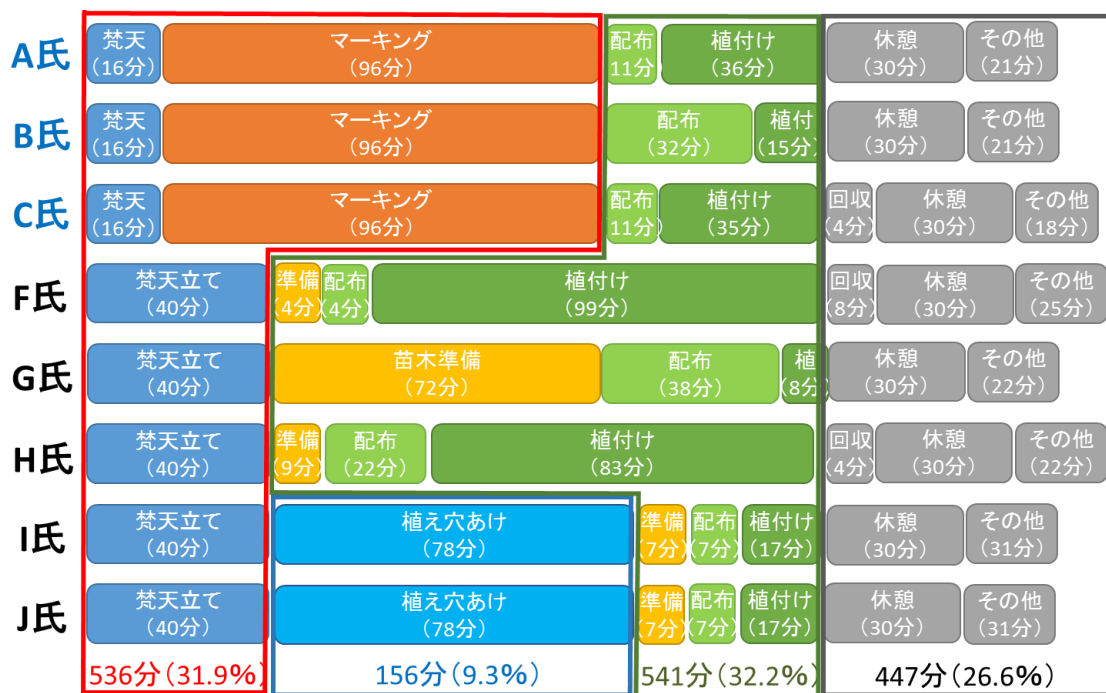 A氏
梵天
(16分)
マーキング
(96分)
配布
11分)
植付け
(36分)
休憩
(30分)
その他
(21分)
B氏
梵天
(16分)
マーキング
(96分)
配布
(32分)
植付
(15分)
休憩
(30分)
その他
(21分)
C氏
梵天
(16分)
マーキング
(96分)
配布
(11分)
植付け
(35分)
回収
(4分)
休憩
(30分)
その他
(18分)
F氏
梵天立て
(40分)
準備
(4分)
配布
(4分)
植付け
(99分)
回収
(8分)
休憩
(30分)
その他
(25分)
G氏
梵天立て
(40分)
苗木準備
(72分)
配布
(38分)
植
(8分)
休憩
(30分)
その他
(22分)
H氏
梵天立て
(40分)
準備
(9分)
配布
(22分)
植付け
(83分)
回収
(4分)
休憩
(30分)
その他
(22分)
I氏
梵天立て
(40分)
植え穴あけ
(78分)
準備
(7分)
配布
(7分)
植付け
(17分)
休憩
(30分)
その他
(31分)
J氏
梵天立て
(40分)
植え穴あけ
(78分)
準備
(7分)
配布
(7分)
植付け
(17分)
休憩
(30分)
その他
(31分)
536分(31.9%)
156分(9.3%)
541分(32.2%)
447分(26.6%)